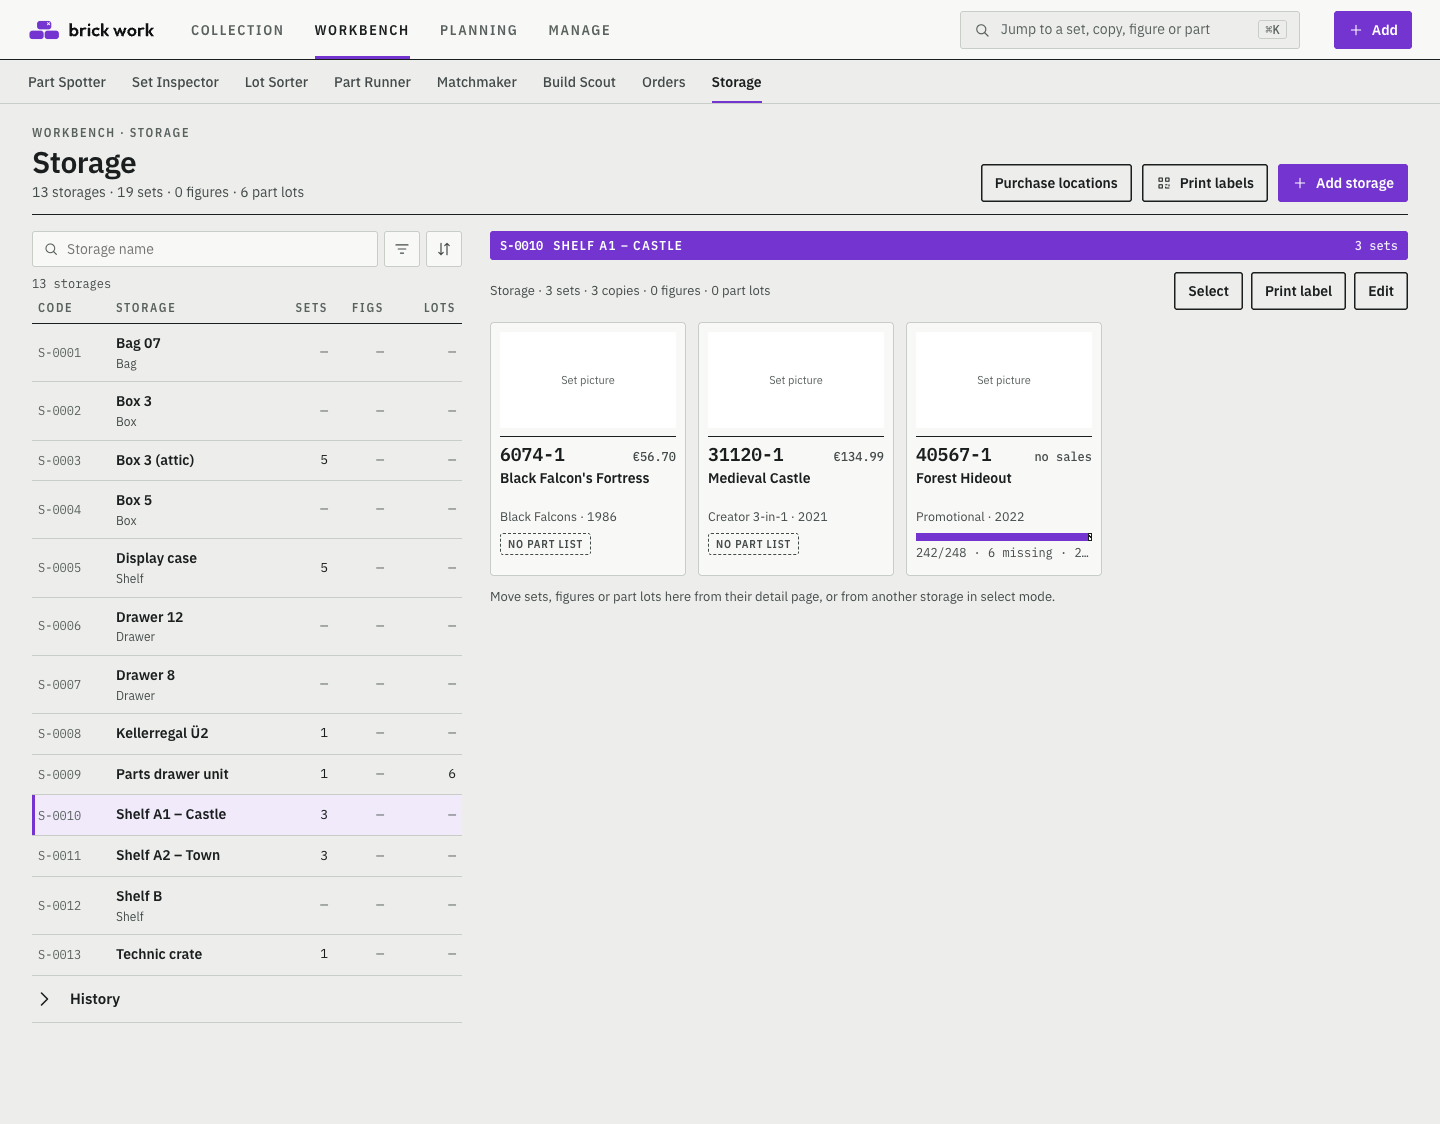 brick work
COLLECTION
WORKBENCH
PLANNING
MANAGE
Jump to a set, copy, figure or part
⌘K
Add
Part Spotter
Set Inspector
Lot Sorter
Part Runner
Matchmaker
Build Scout
Orders
Storage
WORKBENCH · STORAGE
Storage
13 storages · 19 sets · 0 figures · 6 part lots
Purchase locations
Print labels
Add storage
Storage name
13 storages
CODE STORAGE SETS FIGS LOTS
S-0001 Bag 07 – – –
Bag
S-0002 Box 3 – – –
Box
S-0003 Box 3 (attic) 5 – –
S-0004 Box 5 – – –
Box
S-0005 Display case 5 – –
Shelf
S-0006 Drawer 12 – – –
Drawer
S-0007 Drawer 8 – – –
Drawer
S-0008 Kellerregal Ü2 1 – –
S-0009 Parts drawer unit 1 – 6
S-0010 Shelf A1 – Castle 3 – –
S-0011 Shelf A2 – Town 3 – –
S-0012 Shelf B – – –
Shelf
S-0013 Technic crate 1 – –
History
S-0010 SHELF A1 – CASTLE 3 sets
Storage · 3 sets · 3 copies · 0 figures · 0 part lots
Select
Print label
Edit
Set picture
6074-1 €56.70
Black Falcon's Fortress
Black Falcons · 1986
NO PART LIST
Set picture
31120-1 €134.99
Medieval Castle
Creator 3-in-1 · 2021
NO PART LIST
Set picture
40567-1 no sales
Forest Hideout
Promotional · 2022
242/248 · 6 missing · 2…
Move sets, figures or part lots here from their detail page, or from another storage in select mode.